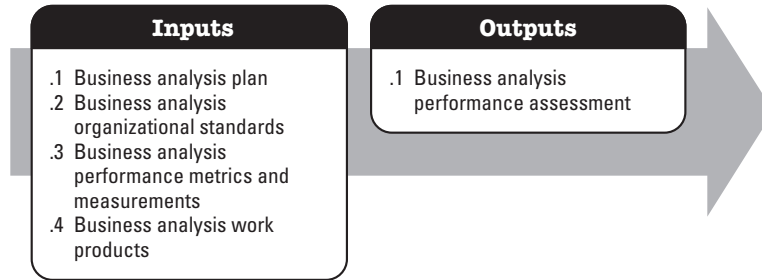 Inputs
.1 Business analysis plan
.2 Business analysis
organizational standards
.3 Business analysis
performance metrics and
measurements
.4 Business analysis work
products
Outputs
.1 Business analysis
performance assessment